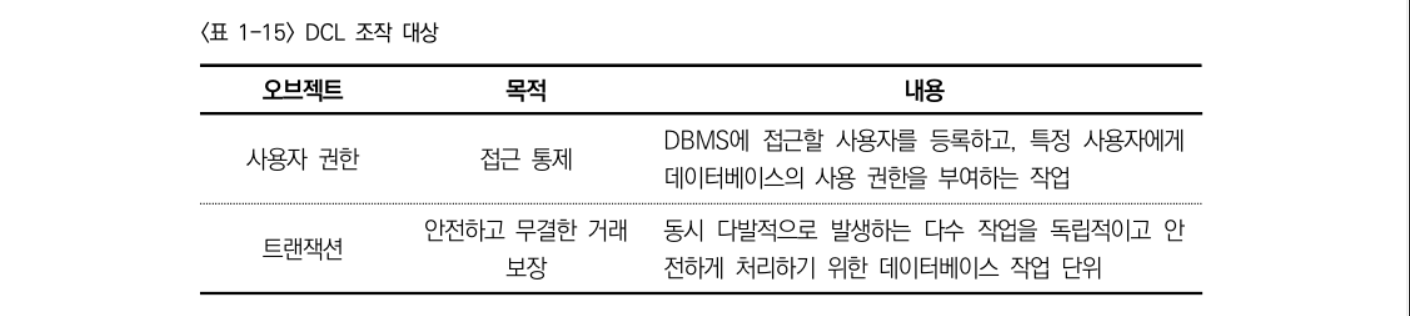 〈표 1-15〉 DCL 조작 대상
오브젝트 목적 내용
사용자 권한 접근 통제 DBMS에 접근할 사용자를 등록하고, 특정 사용자에게
데이터베이스의 사용 권한을 부여하는 작업
트랜잭션 안전하고 무결한 거래 동시 다발적으로 발생하는 다수 작업을 독립적이고 안
보장 전하게 처리하기 위한 데이터베이스 작업 단위